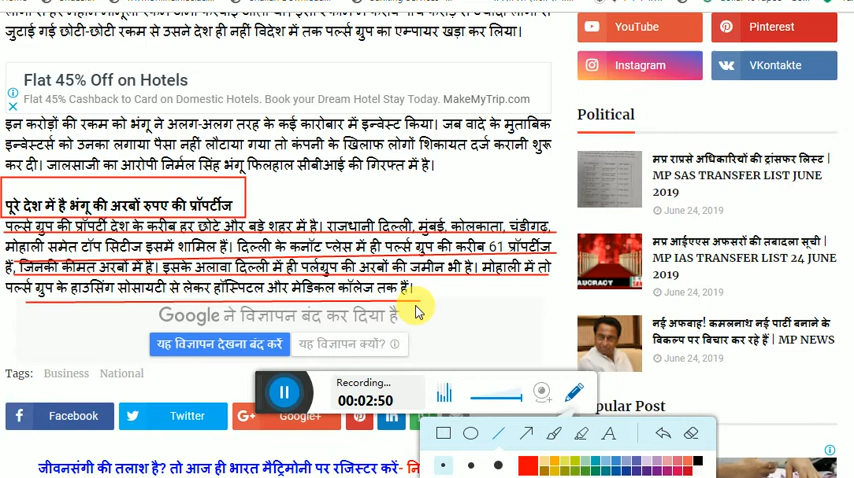 जुटाई गई छोटी-छोटी रकम से उसने देश ही नहीं विदेश में तक पर्ल्स ग्रुप का एम्पायर खड़ा कर लिया।
Flat 45% Off on Hotels
Flat 45% Cashback to Card on Domestic Hotels. Book your Dream Hotel Stay Today. MakeMyTrip.com
इन करोड़ों की रकम को भंगू ने अलग-अलग तरह के कई कारोबार में इन्वेस्ट किया। जब वादे के मुताबिक
इन्वेस्टर्स को उनका लगाया पैसा नहीं लौटाया गया तो कंपनी के खिलाफ लोगों शिकायत दर्ज करानी शुरू
कर दी। जालसाजी का आरोपी निर्मल सिंह भंगू फिलहाल सीबीआई की गिरफ्त में है।
पूरे देश में है भंगू की अरबों रुपए की प्रॉपर्टीज
पर्ल्स ग्रुप की प्रॉपर्टी देश के करीब हर छोटे और बड़े शहर में है। राजधानी दिल्ली, मुंबई, कोलकाता, चंडीगढ़,
मोहाली समेत टॉप सिटीज इसमें शामिल हैं। दिल्ली के कनॉट प्लेस में ही पर्ल्स ग्रुप की करीब 61 प्रॉपर्टीज
हैं, जिनकी कीमत अरबों में है। इसके अलावा दिल्ली में ही पर्लग्रुप की अरबों की जमीन भी है। मोहाली में तो
पर्ल्स ग्रुप के हाउसिंग सोसायटी से लेकर हॉस्पिटल और मेडिकल कॉलेज तक हैं।
Google ने विज्ञापन बंद कर दिया है
यह विज्ञापन देखना बंद करें
यह विज्ञापन क्यों?
Tags: Business National
Facebook
Twitter
Google+
जीवनसंगी की तलाश है? तो आज ही भारत मैट्रिमोनी पर रजिस्टर करें-
Recording...
00:02:50
A
YouTube
Pinterest
Instagram
VKontakte
Political
मप्र राप्रसे अधिकारियों की ट्रांसफर लिस्ट |
MP SAS TRANSFER LIST JUNE
2019
June 24, 2019
मप्र आईएएस अफसरों की तबादला सूची |
MP IAS TRANSFER LIST 24 JUNE
2019
June 24, 2019
नई अफवाह! कमलनाथ नई पार्टी बनाने के
विकल्प पर विचार कर रहे हैं | MP NEWS
June 24, 2019
pular Post